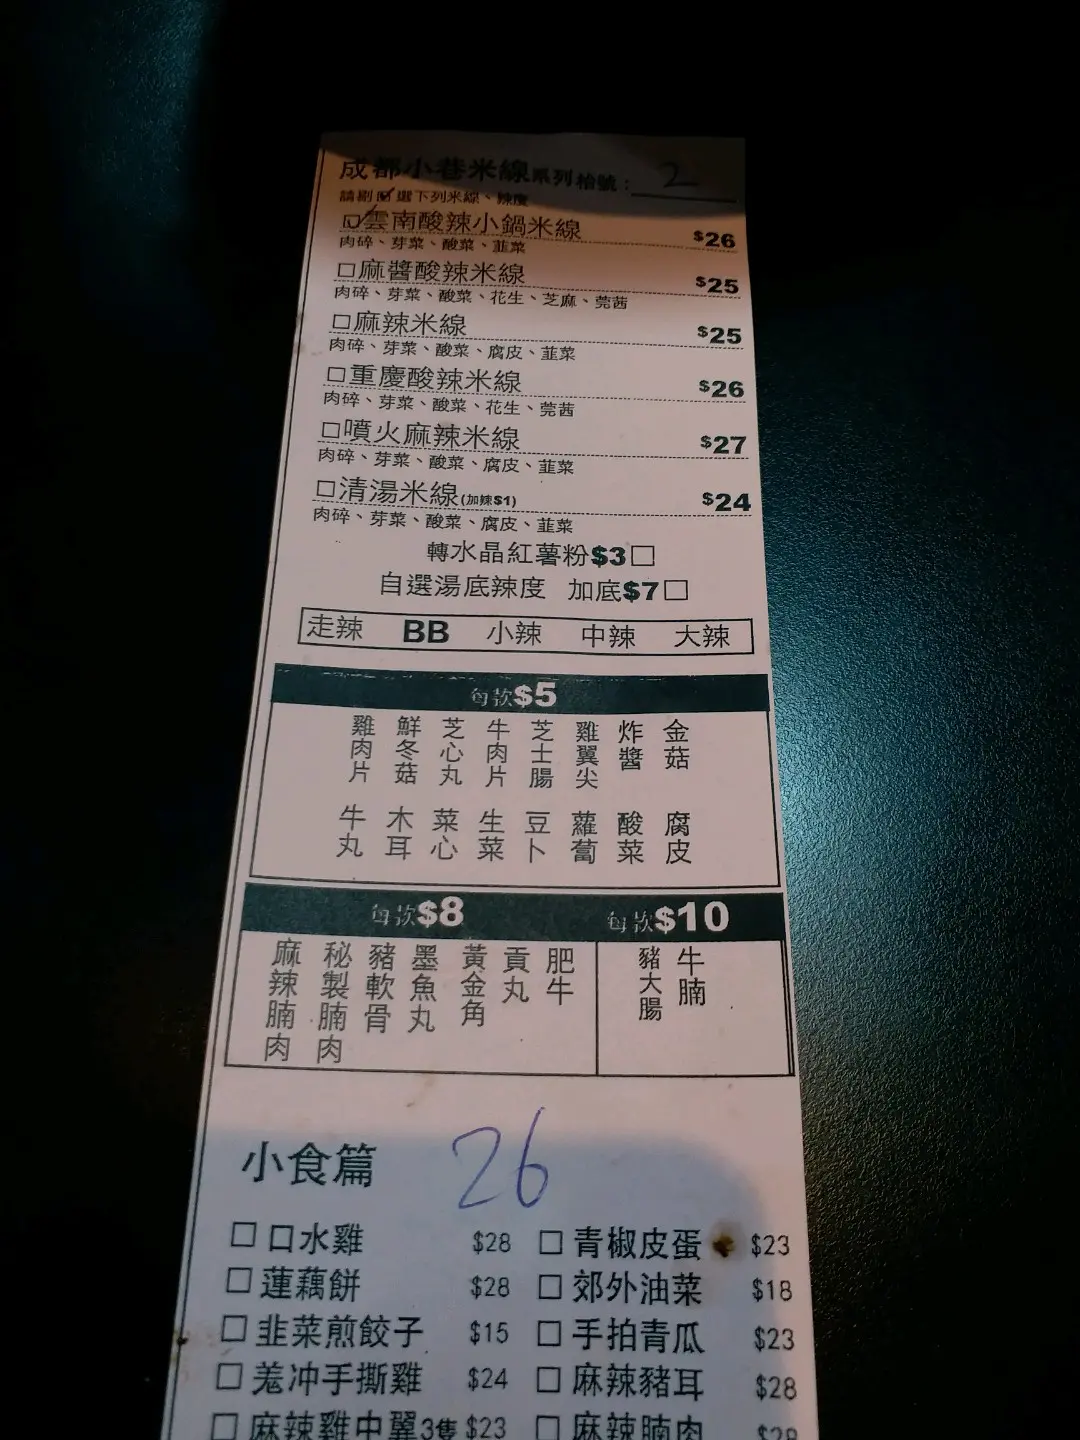 成都小巷米線系列枱號：2
請剔☑選下列米線、辣度
☑雲南酸辣小鍋米線 $26
肉碎、芽菜、酸菜、韮菜
□麻醬酸辣米線 $25
肉碎、芽菜、酸菜、花生、芝麻、莞茜
□麻辣米線 $25
肉碎、芽菜、酸菜、腐皮、韮菜
□重慶酸辣米線 $26
肉碎、芽菜、酸菜、花生、莞茜
□噴火麻辣米線 $27
肉碎、芽菜、酸菜、腐皮、韮菜
□清湯米線(加辣$1) $24
肉碎、芽菜、酸菜、腐皮、韮菜
轉水晶紅薯粉$3□
自選湯底辣度 加底$7□
走辣 BB 小辣 中辣 大辣
每款$5
雞肉片 鮮冬菇 芝心丸 牛肉片 芝士腸 雞翼尖 炸醬 金菇
牛丸 木耳 菜心 生菜 豆卜 蘿蔔 酸菜 腐皮
每款$8 每款$10
麻辣腩肉 秘製腩肉 豬軟骨 墨魚丸 黃金角 貢丸 肥牛 豬大腸 牛腩
小食篇 26
□口水雞 $28 □青椒皮蛋 $23
□蓮藕餅 $28 □郊外油菜 $18
□韭菜煎餃子 $15 □手拍青瓜 $23
□羗冲手撕雞 $24 □麻辣豬耳 $28
□麻辣雞中翼3隻 $23 □麻辣腩肉 $28